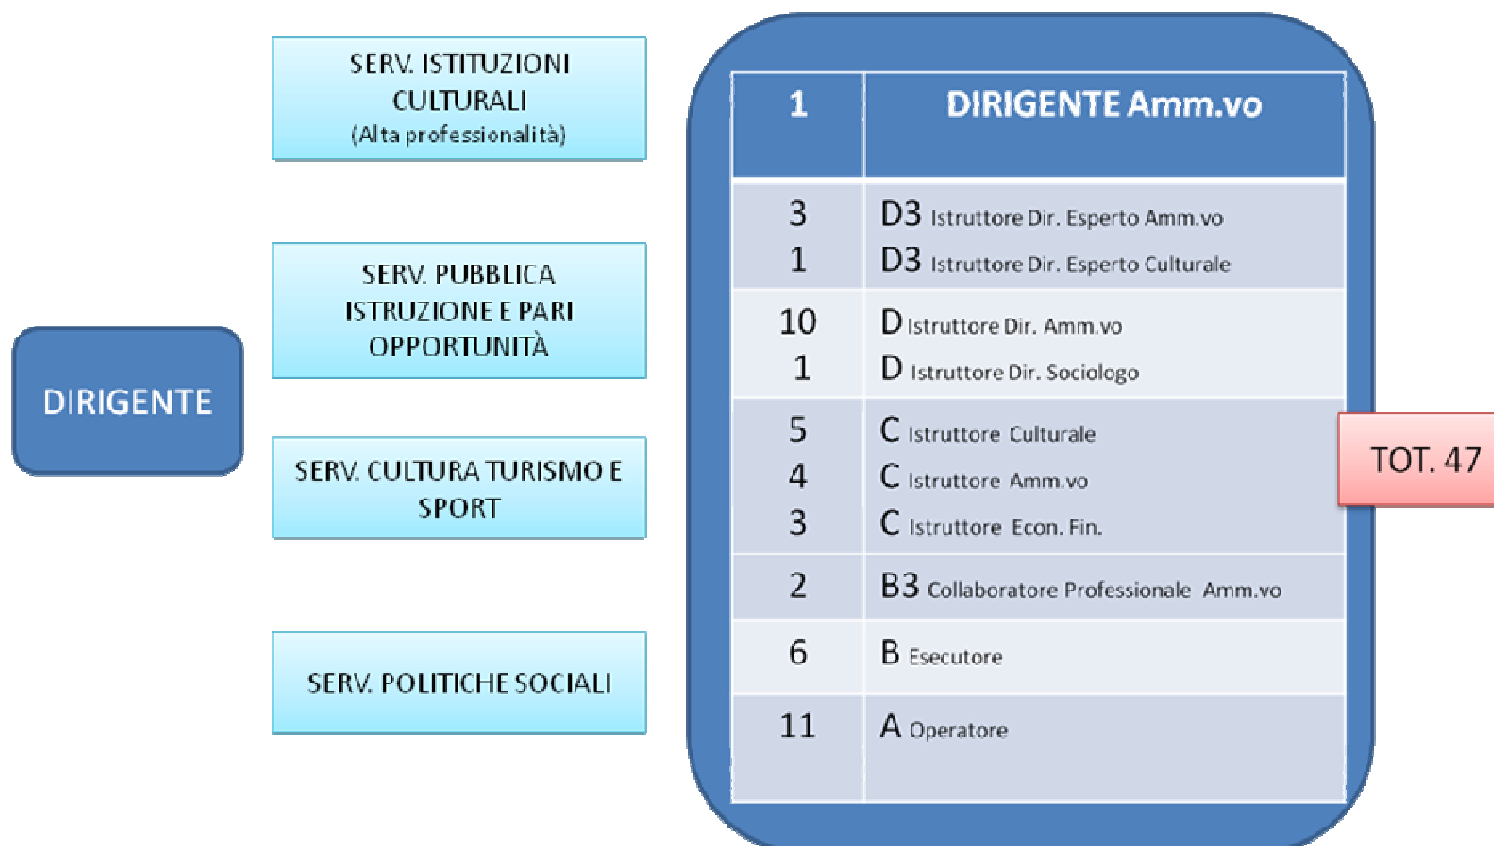 DIRIGENTE
SERV. ISTITUZIONI
CULTURALI
(Alta professionalità)
SERV. PUBBLICA
ISTRUZIONE E PARI
OPPORTUNITÀ
SERV. CULTURA TURISMO E
SPORT
SERV. POLITICHE SOCIALI
1 DIRIGENTE Amm.vo
3 D3 Istruttore Dir. Esperto Amm.vo
1 D3 Istruttore Dir. Esperto Culturale
10 D Istruttore Dir. Amm.vo
1 D Istruttore Dir. Sociologo
5 C Istruttore Culturale
4 C Istruttore Amm.vo
3 C Istruttore Econ. Fin.
2 B3 Collaboratore Professionale Amm.vo
6 B Esecutore
11 A Operatore
TOT. 47